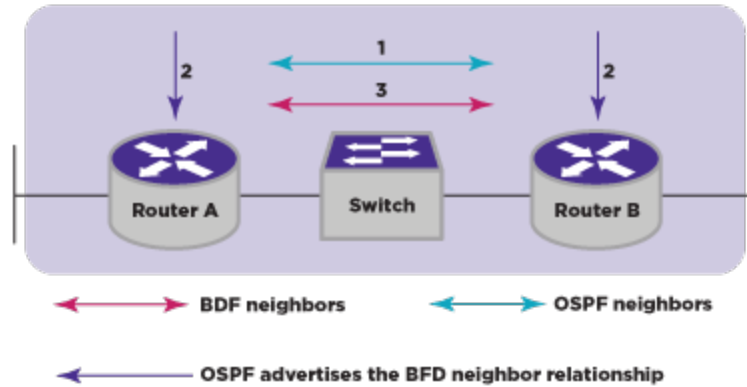 1
2
2
3
Router A
Switch
Router B
BDF neighbors
OSPF neighbors
OSPF advertises the BFD neighbor relationship